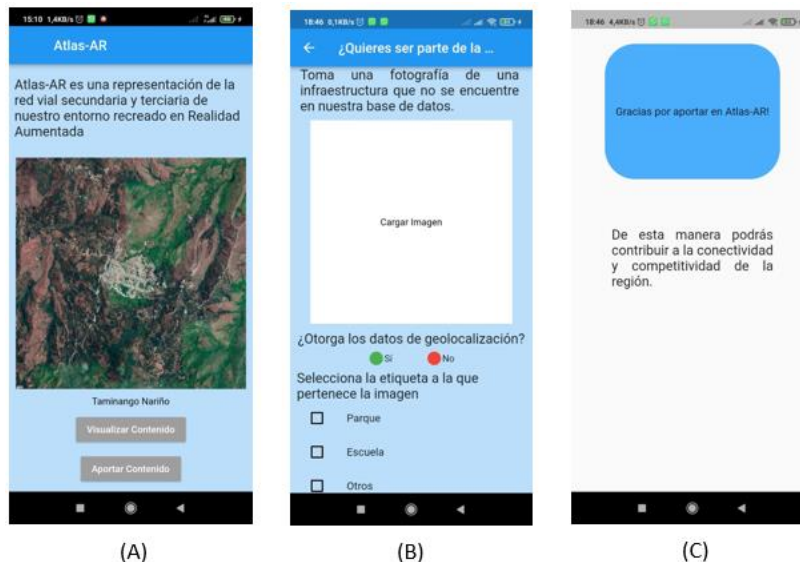 15:10 1,4KB/s
Atlas-AR
Atlas-AR es una representación de la
red vial secundaria y terciaria de
nuestro entorno recreado en Realidad
Aumentada
Taminango Nariño
Visualizar Contenido
Aportar Contenido
(A)
18:46 0,1KB/s
¿Quieres ser parte de la ...
Toma una fotografía de una
infraestructura que no se encuentre
en nuestra base de datos.
Cargar Imagen
¿Otorga los datos de geolocalización?
Sí
No
Selecciona la etiqueta a la que
pertenece la imagen
Parque
Escuela
Otros
(B)
18:46 4,4KB/s
Gracias por aportar en Atlas-AR!
De esta manera podrás
contribuir a la conectividad
y competitividad de la
región.
(C)